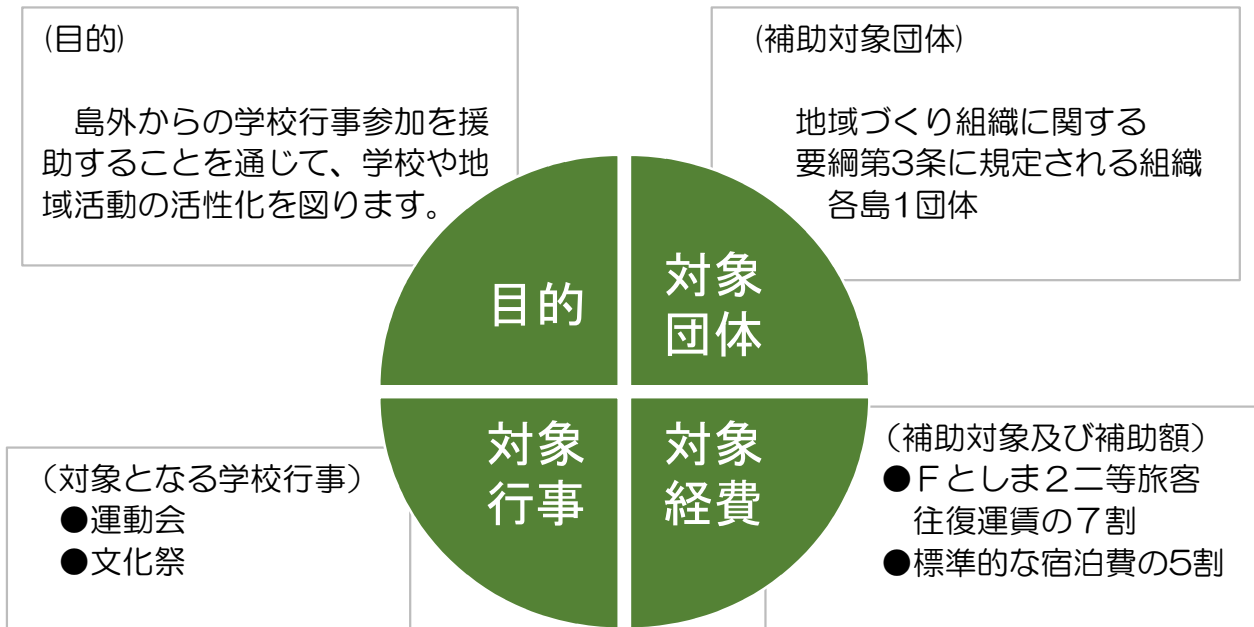 (目的)
島外からの学校行事参加を援
助することを通じて、学校や地
域活動の活性化を図ります。
(補助対象団体)
地域づくり組織に関する
要綱第3条に規定される組織
各島1団体
目的
対象
団体
対象
行事
対象
経費
（対象となる学校行事）
●運動会
●文化祭
（補助対象及び補助額）
●Ｆとしま２二等旅客
往復運賃の７割
●標準的な宿泊費の5割